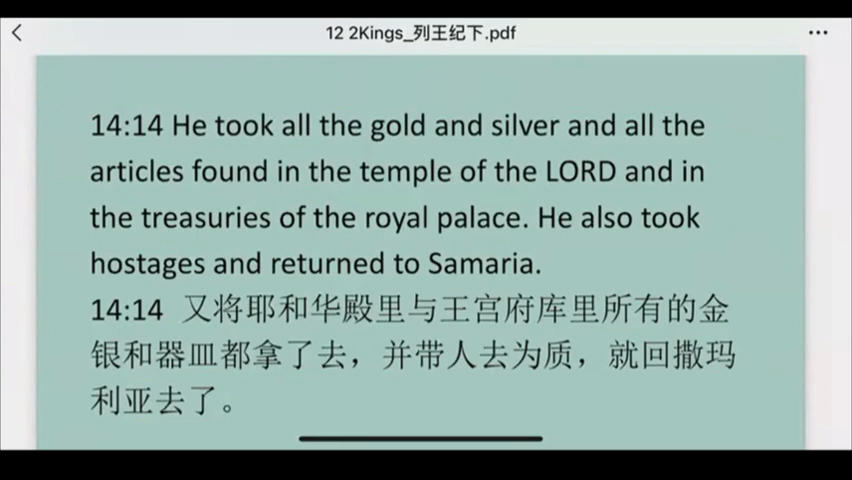 12 2Kings_列王纪下.pdf
14:14 He took all the gold and silver and all the
articles found in the temple of the LORD and in
the treasuries of the royal palace. He also took
hostages and returned to Samaria.
14:14 又将耶和华殿里与王宫府库里所有的金
银和器皿都拿了去，并带人去为质，就回撒玛
利亚去了。